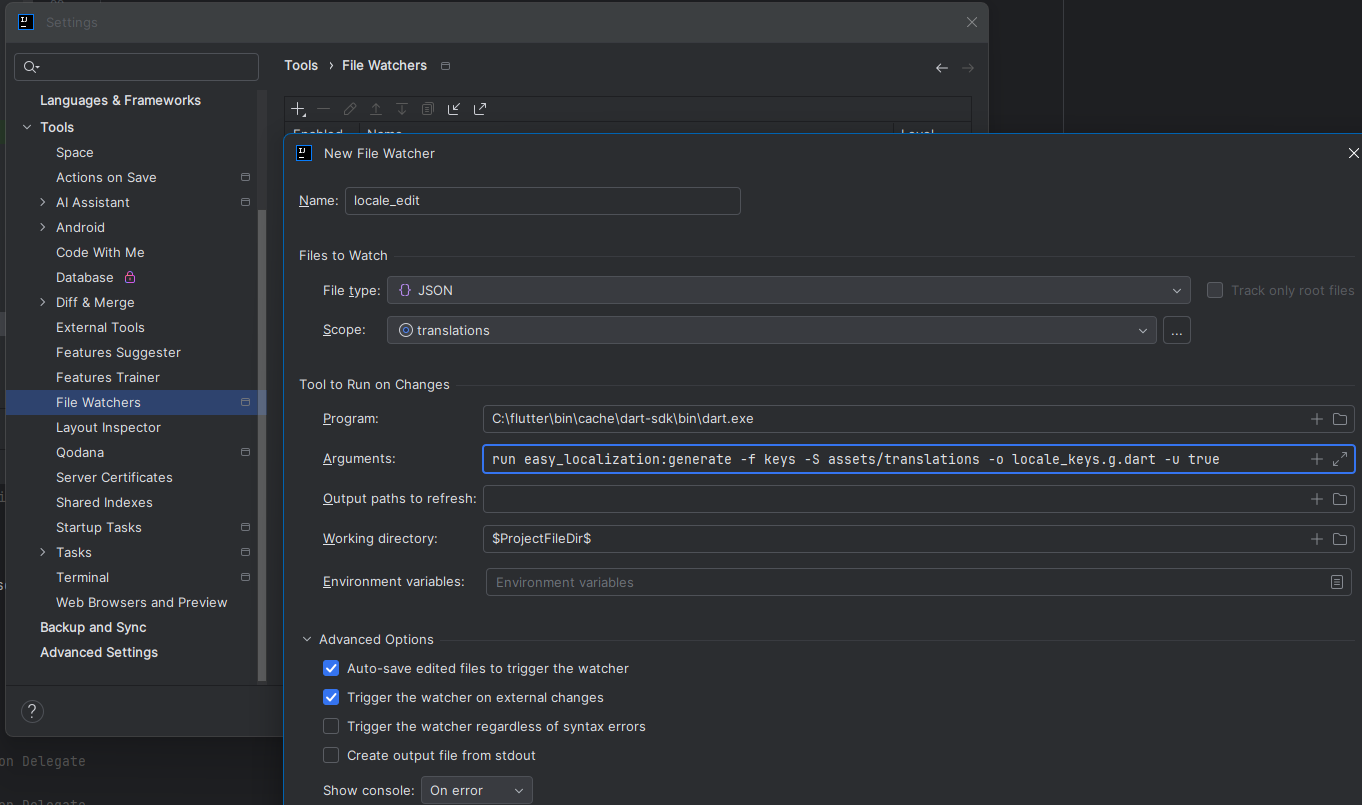 Settings
Tools › File Watchers
Languages & Frameworks
Tools
Space
Actions on Save
AI Assistant
Android
Code With Me
Database
Diff & Merge
External Tools
Features Suggester
Features Trainer
File Watchers
Layout Inspector
Qodana
Server Certificates
Shared Indexes
Startup Tasks
Tasks
Terminal
Web Browsers and Preview
Backup and Sync
Advanced Settings
?
Enabled Name Level
New File Watcher
Name: locale_edit
Files to Watch
File type: {} JSON Track only root files
Scope: translations ...
Tool to Run on Changes
Program: C:\flutter\bin\cache\dart-sdk\bin\dart.exe
Arguments: run easy_localization:generate -f keys -S assets/translations -o locale_keys.g.dart -u true
Output paths to refresh:
Working directory: $ProjectFileDir$
Environment variables: Environment variables
Advanced Options
Auto-save edited files to trigger the watcher
Trigger the watcher on external changes
Trigger the watcher regardless of syntax errors
Create output file from stdout
Show console: On error
on Delegate
on Delegate